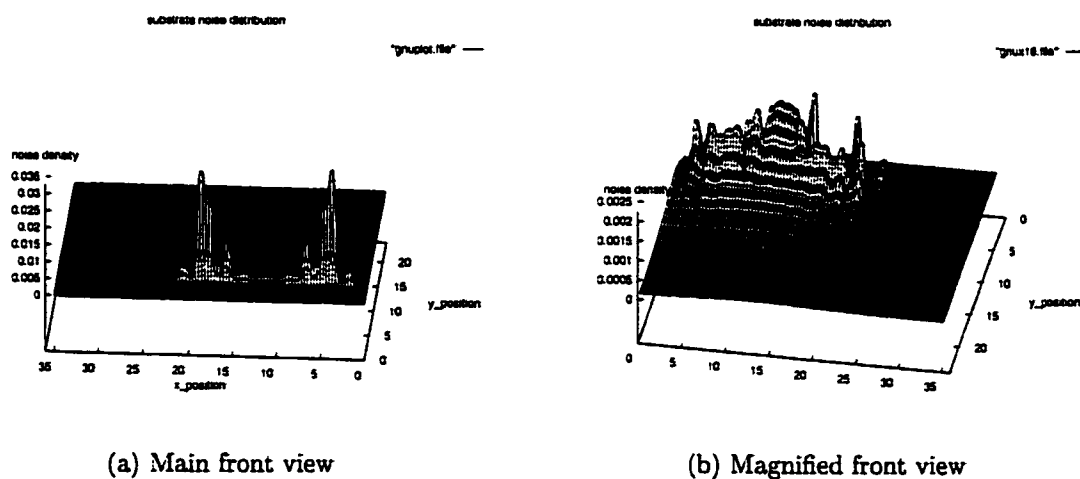 substrate noise distribution
"gnuplot.file"
noise density
0.035
0.03
0.025
0.02
0.015
0.01
0.005
0
20
15
10
5
0
y_position
35 30 25 20 15 10 5 0
x_position
(a) Main front view
substrate noise distribution
"gnux16.file"
noise density
0.0025
0.002
0.0015
0.001
0.0005
0
0
5
10
15
20
y_position
0 5 10 15 20 25 30 35
(b) Magnified front view